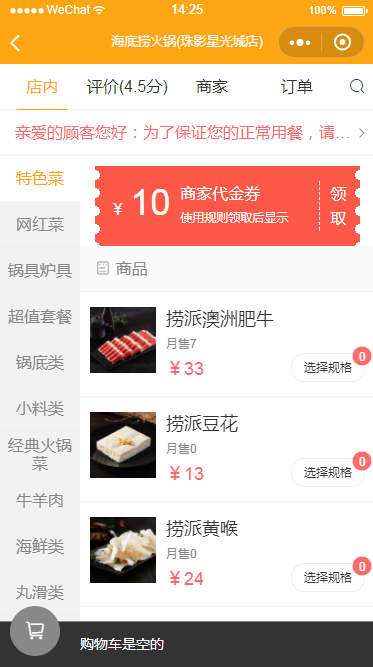 WeChat 14:25 100%
海底捞火锅(珠影星光城店)
店内 评价(4.5分) 商家 订单
亲爱的顾客您好：为了保证您的正常用餐，请...
特色菜
网红菜
锅具炉具
超值套餐
锅底类
小料类
经典火锅
菜
牛羊肉
海鲜类
丸滑类
¥ 10 商家代金券
使用规则领取后显示
领取
商品
捞派澳洲肥牛
月售7
¥33
选择规格 0
捞派豆花
月售0
¥13
选择规格 0
捞派黄喉
月售0
¥24
选择规格 0
购物车是空的